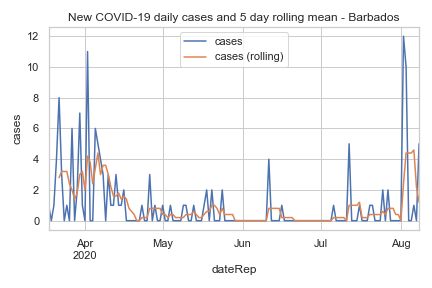 New COVID-19 daily cases and 5 day rolling mean - Barbados
cases
cases (rolling)
12
10
8
6
4
2
0
cases
Apr
2020
May
Jun
Jul
Aug
dateRep